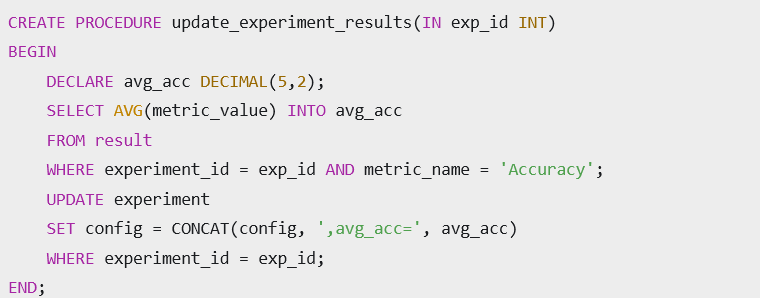 CREATE PROCEDURE update_experiment_results(IN exp_id INT)
BEGIN
    DECLARE avg_acc DECIMAL(5,2);
    SELECT AVG(metric_value) INTO avg_acc
    FROM result
    WHERE experiment_id = exp_id AND metric_name = 'Accuracy';
    UPDATE experiment
    SET config = CONCAT(config, ',avg_acc=', avg_acc)
    WHERE experiment_id = exp_id;
END;